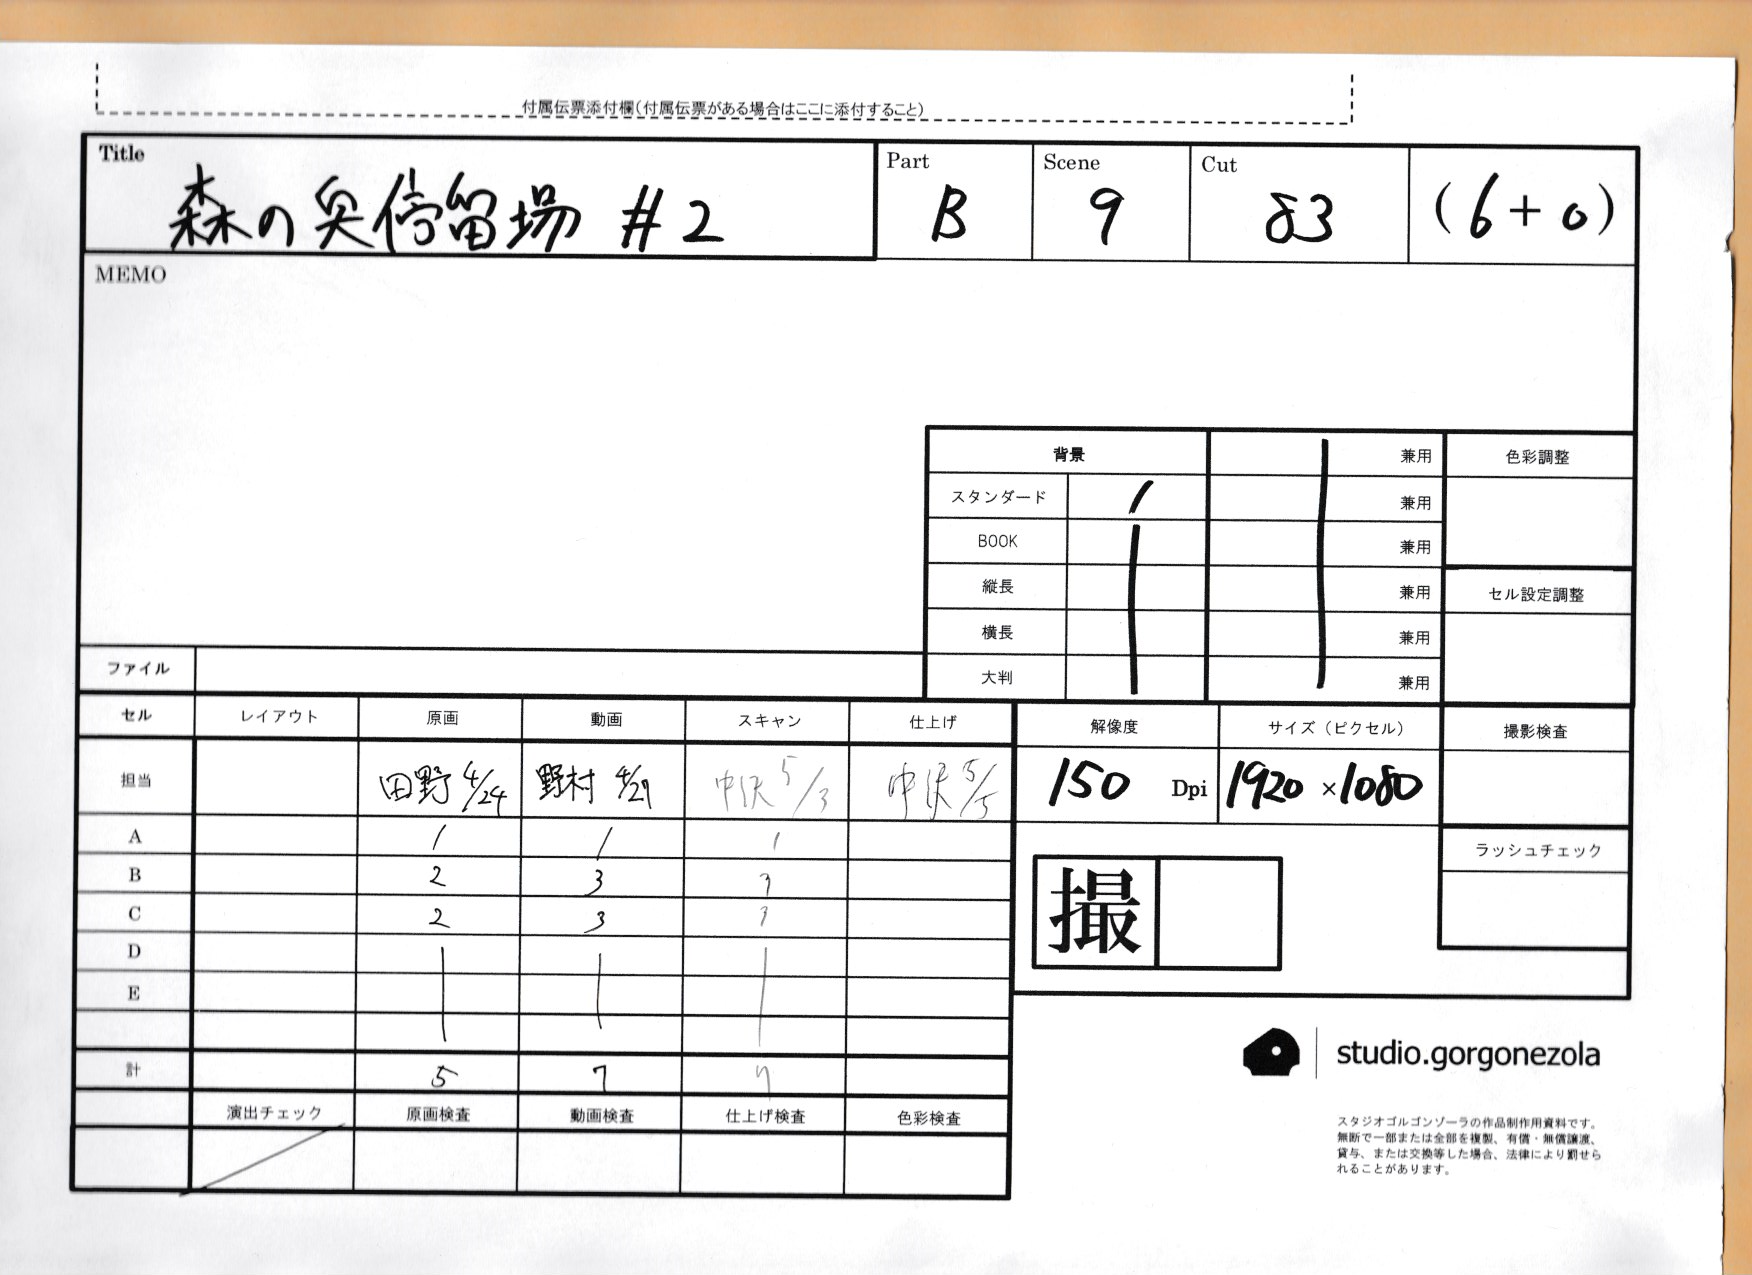 付属伝票添付欄(付属伝票がある場合はここに添付すること)
Title
森の奥停留場 #2
Part
B
Scene
9
Cut
83
(6+0)
MEMO
背景
兼用
スタンダード 1 兼用
BOOK 兼用
縦長 兼用
横長 兼用
大判 兼用
色彩調整
セル設定調整
ファイル
セル レイアウト 原画 動画 スキャン 仕上げ
担当 田野 4/24 野村 4/29 中沢 5/3 中沢 5/5
A 1 1 1
B 2 3 3
C 2 3 3
D
E
計 5 7 7
演出チェック 原画検査 動画検査 仕上げ検査 色彩検査
解像度
150 Dpi
サイズ(ピクセル)
1920 ×1080
撮影検査
ラッシュチェック
撮
studio.gorgonezola
スタジオゴルゴンゾーラの作品制作用資料です。
無断で一部または全部を複製、有償・無償譲渡、
貸与、または交換等した場合、法律により罰せら
れることがあります。